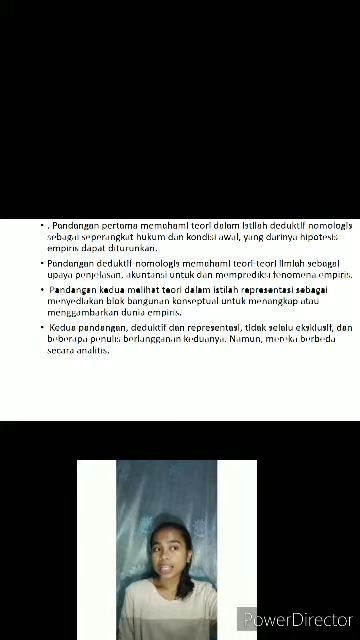 • . Pandangan pertama memahami teori dalam istilah deduktif nomologis
sebagai seperangkat hukum dan kondisi awal, yang darinya hipotesis
empiris dapat diturunkan.
• Pandangan deduktif-nomologis memahami teori-teori ilmiah sebagai
upaya penjelasan, akuntansi untuk dan memprediksi fenomena empiris.
• Pandangan kedua melihat teori dalam istilah representasi sebagai
menyediakan blok bangunan konseptual untuk menangkap atau
menggambarkan dunia empiris.
• Kedua pandangan, deduktif dan representasi, tidak selalu eksklusif, dan
beberapa penulis berlangganan keduanya. Namun, mereka berbeda
secara analitis.
PowerDirector